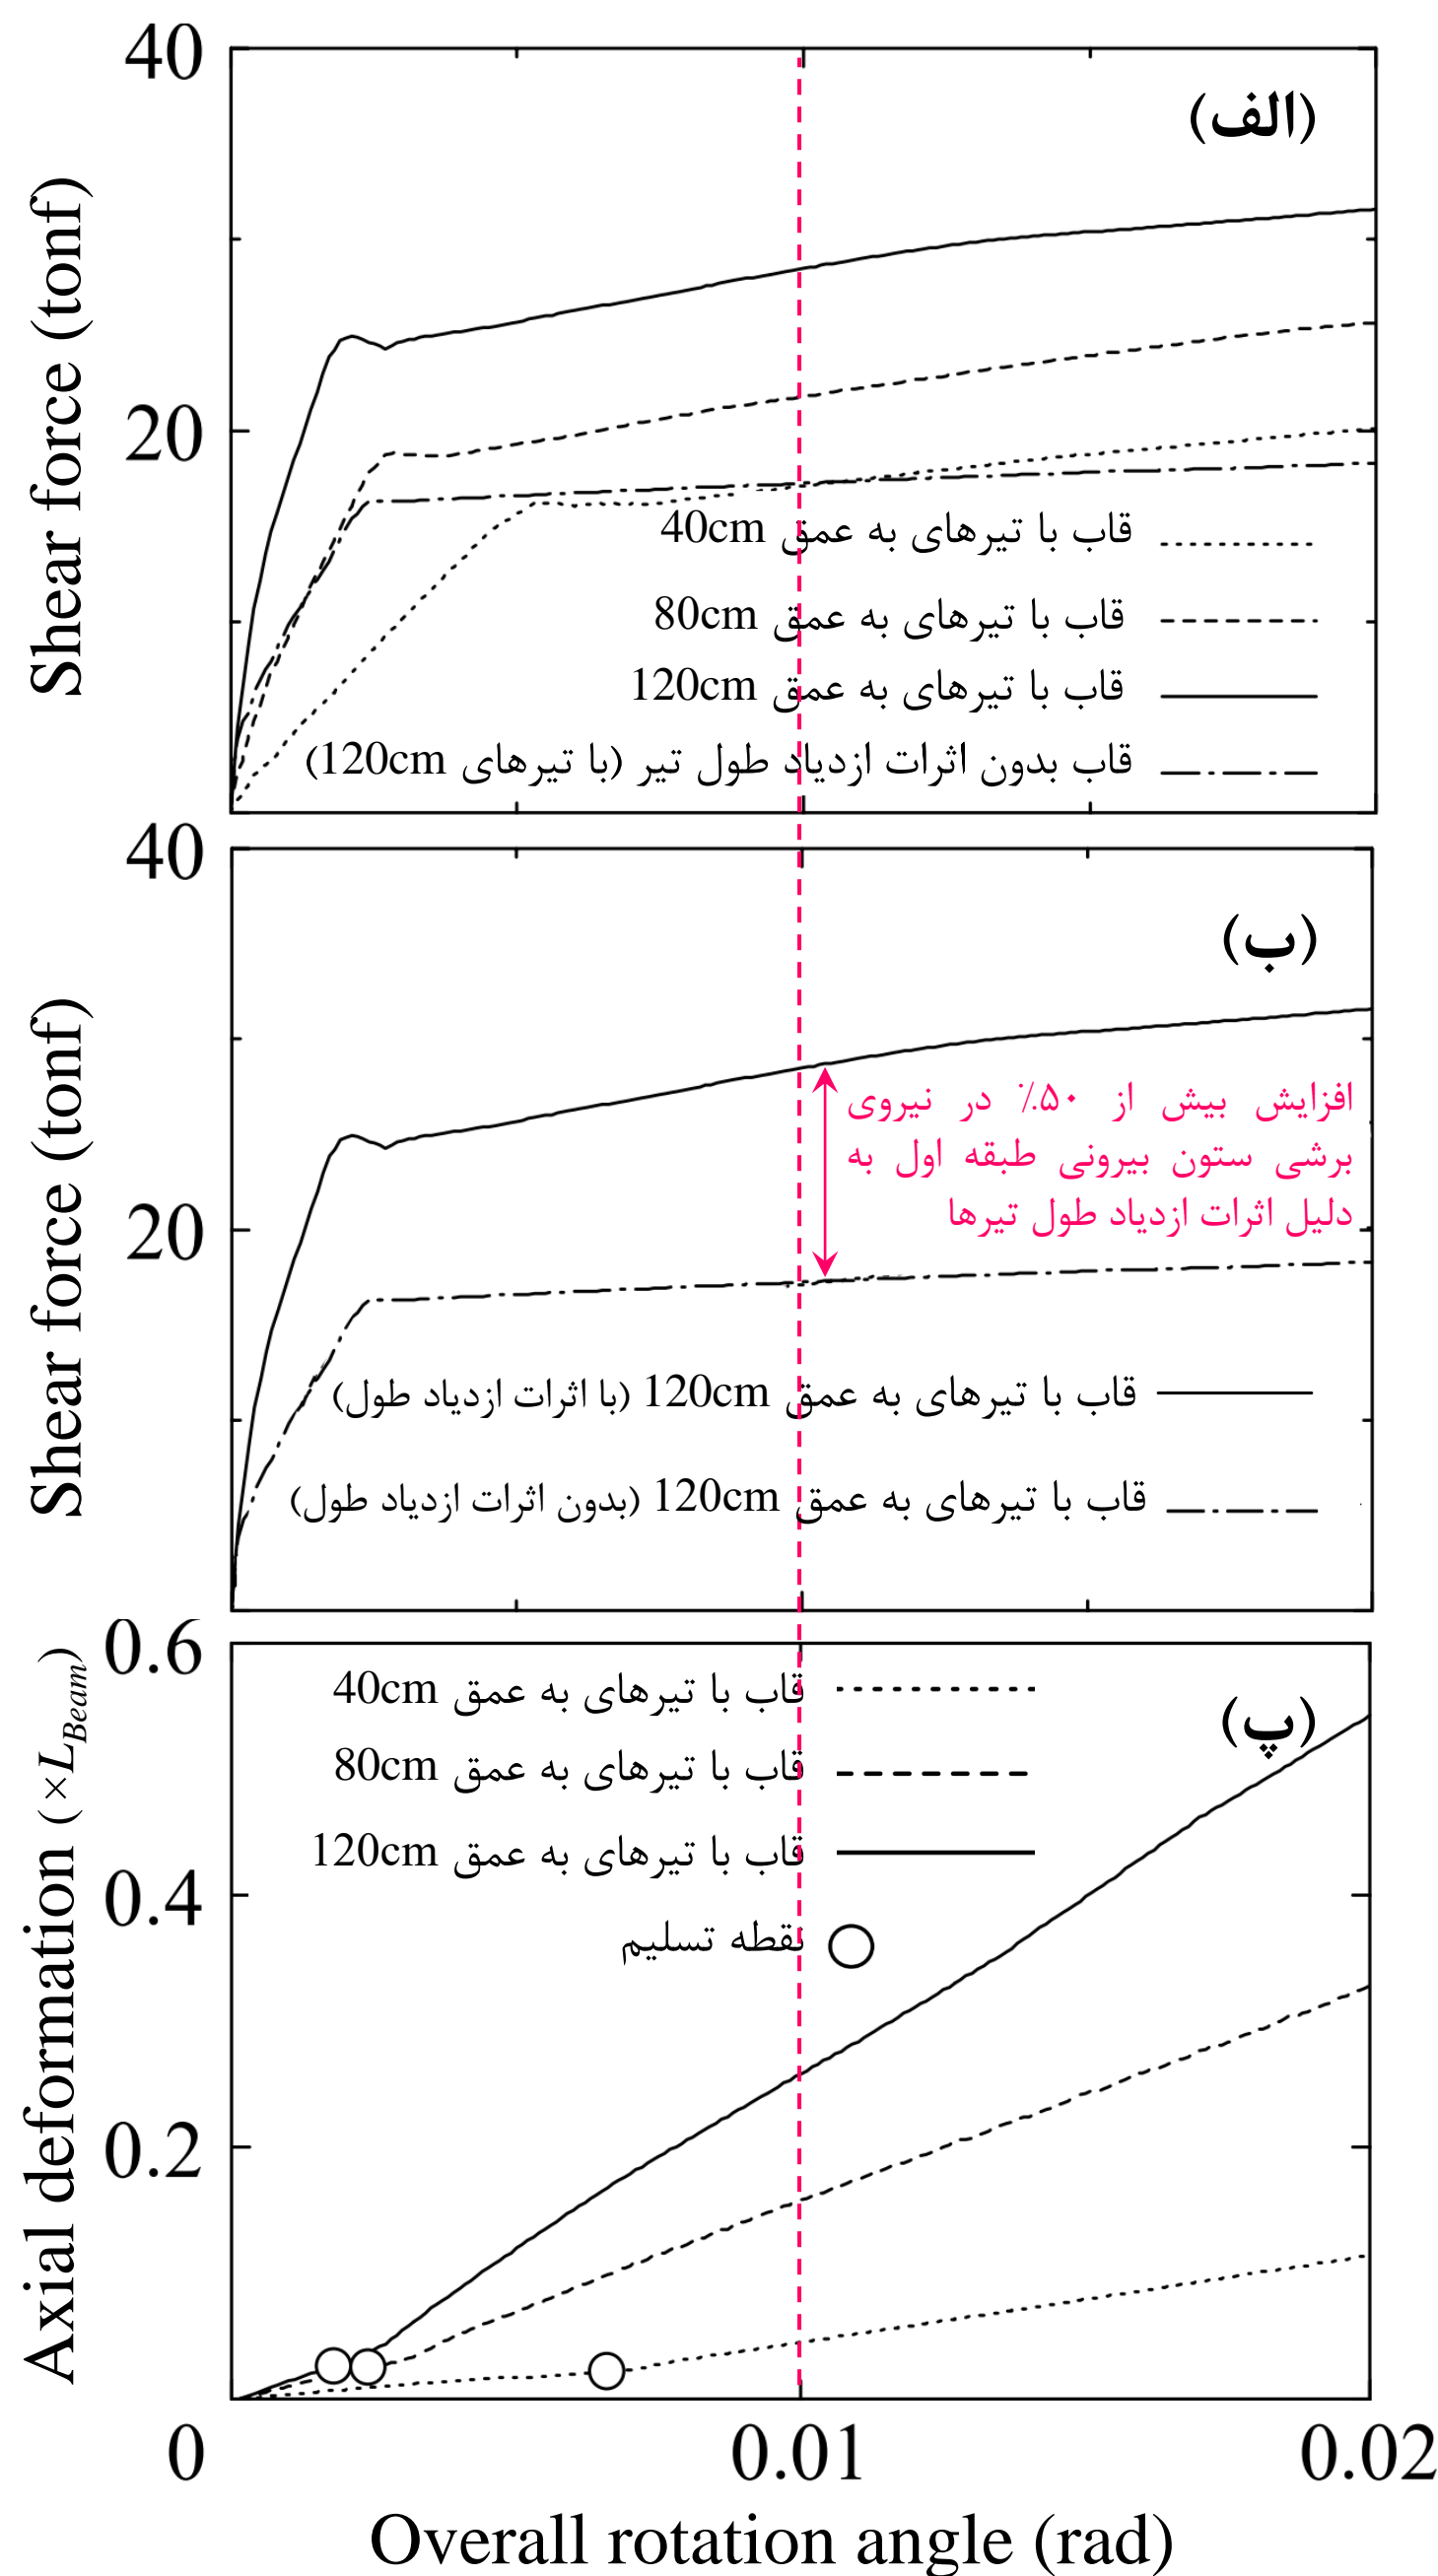 40
(الف)
Shear force (tonf)
20
قاب با تیرهای به عمق 40cm
قاب با تیرهای به عمق 80cm
قاب با تیرهای به عمق 120cm
قاب بدون اثرات ازدیاد طول تیر (با تیرهای 120cm)
40
(ب)
Shear force (tonf)
افزایش بیش از ۵۰٪ در نیروی
برشی ستون بیرونی طبقه اول به
دلیل اثرات ازدیاد طول تیرها
20
قاب با تیرهای به عمق 120cm (با اثرات ازدیاد طول)
قاب با تیرهای به عمق 120cm (بدون اثرات ازدیاد طول)
0.6
(پ)
Axial deformation (×L_Beam)
قاب با تیرهای به عمق 40cm
قاب با تیرهای به عمق 80cm
قاب با تیرهای به عمق 120cm
0.4
نقطه تسلیم
0.2
0 0.01 0.02
Overall rotation angle (rad)